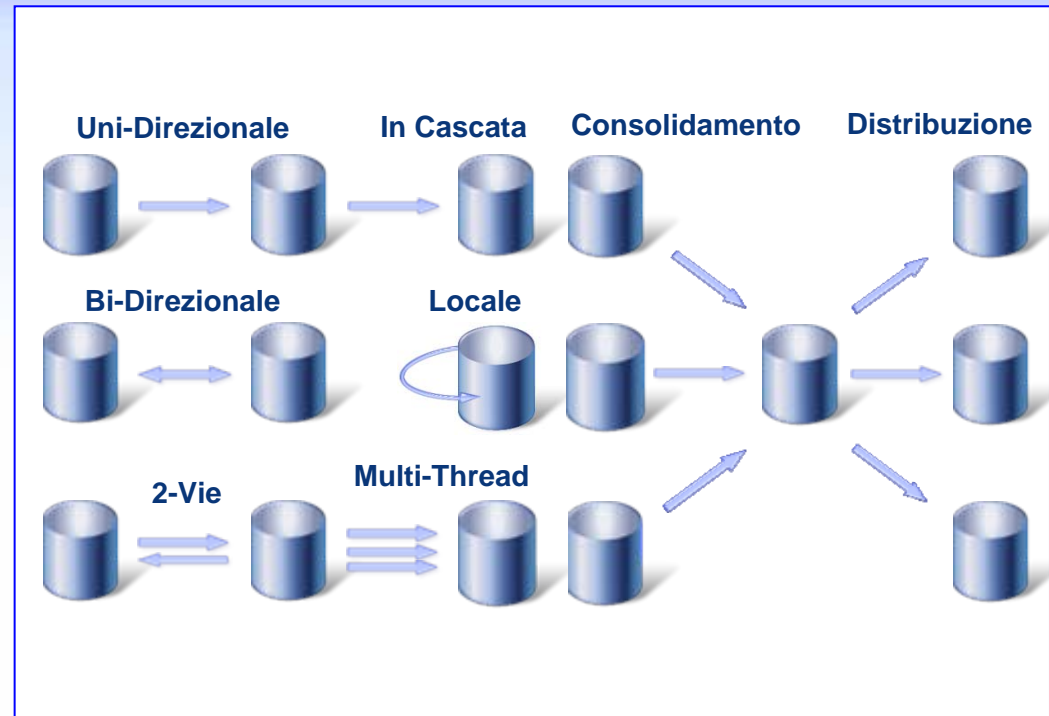 Uni-Direzionale
In Cascata
Consolidamento
Distribuzione
Bi-Direzionale
Locale
2-Vie
Multi-Thread